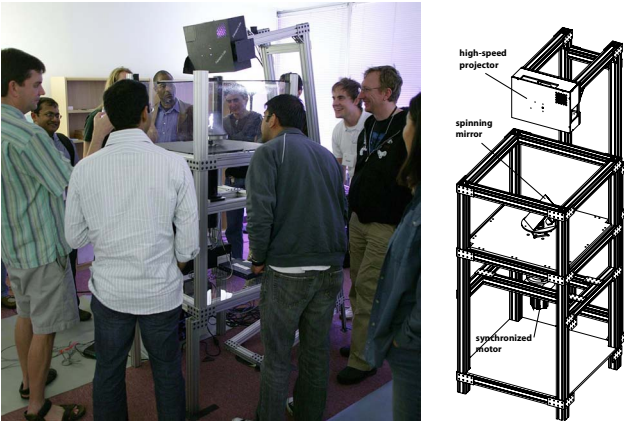 high-speed
projector
spinning
mirror
synchronized
motor